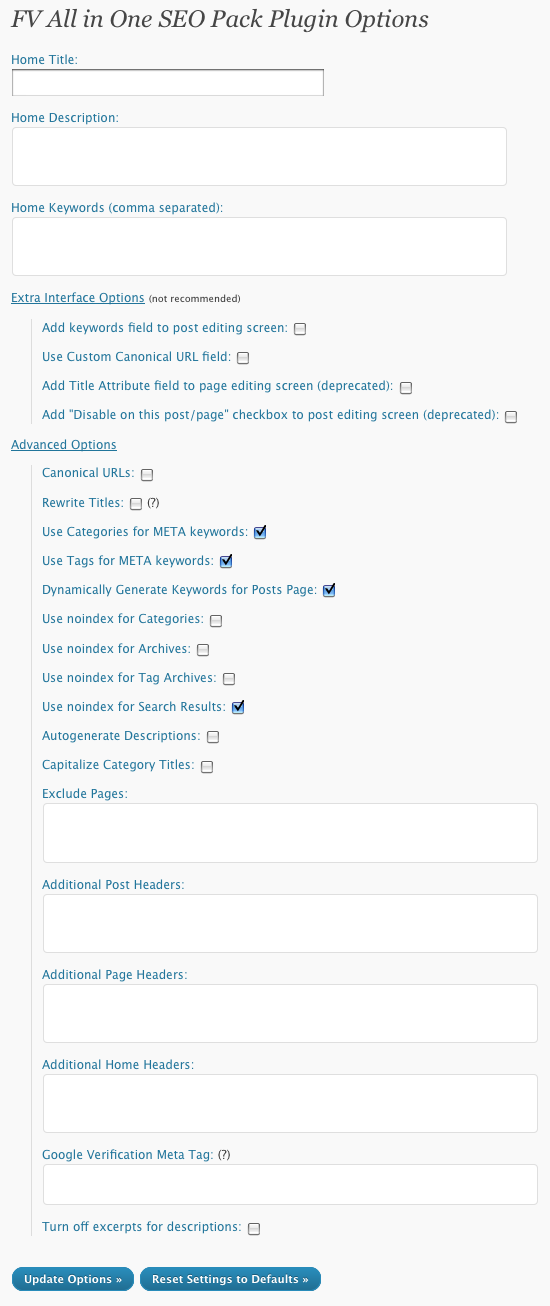 FV All in One SEO Pack Plugin Options
Home Title:
Home Description:
Home Keywords (comma separated):
Extra Interface Options (not recommended)
Add keywords field to post editing screen:
Use Custom Canonical URL field:
Add Title Attribute field to page editing screen (deprecated):
Add "Disable on this post/page" checkbox to post editing screen (deprecated):
Advanced Options
Canonical URLs:
Rewrite Titles: (?)
Use Categories for META keywords:
Use Tags for META keywords:
Dynamically Generate Keywords for Posts Page:
Use noindex for Categories:
Use noindex for Archives:
Use noindex for Tag Archives:
Use noindex for Search Results:
Autogenerate Descriptions:
Capitalize Category Titles:
Exclude Pages:
Additional Post Headers:
Additional Page Headers:
Additional Home Headers:
Google Verification Meta Tag: (?)
Turn off excerpts for descriptions:
Update Options » Reset Settings to Defaults »